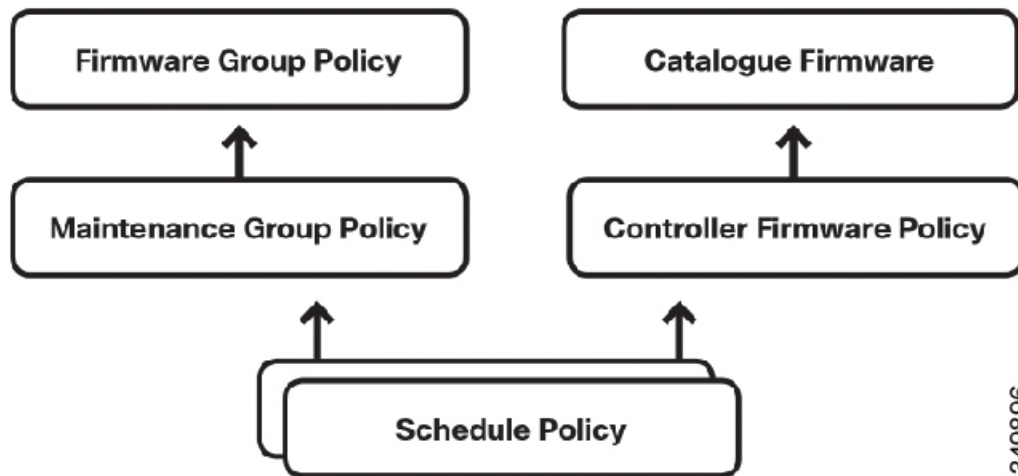 Firmware Group Policy
Catalogue Firmware
Maintenance Group Policy
Controller Firmware Policy
Schedule Policy